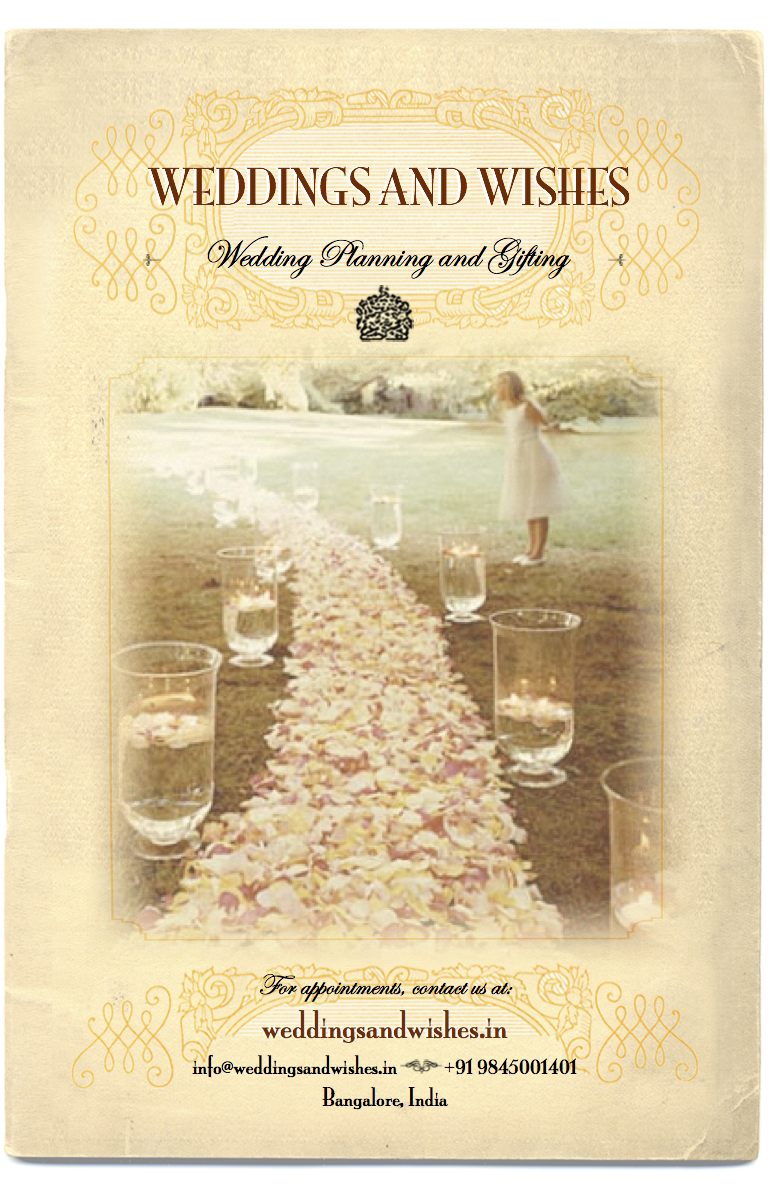 WEDDINGS AND WISHES
Wedding Planning and Gifting
For appointments, contact us at:
weddingsandwishes.in
info@weddingsandwishes.in +91 9845001401
Bangalore, India